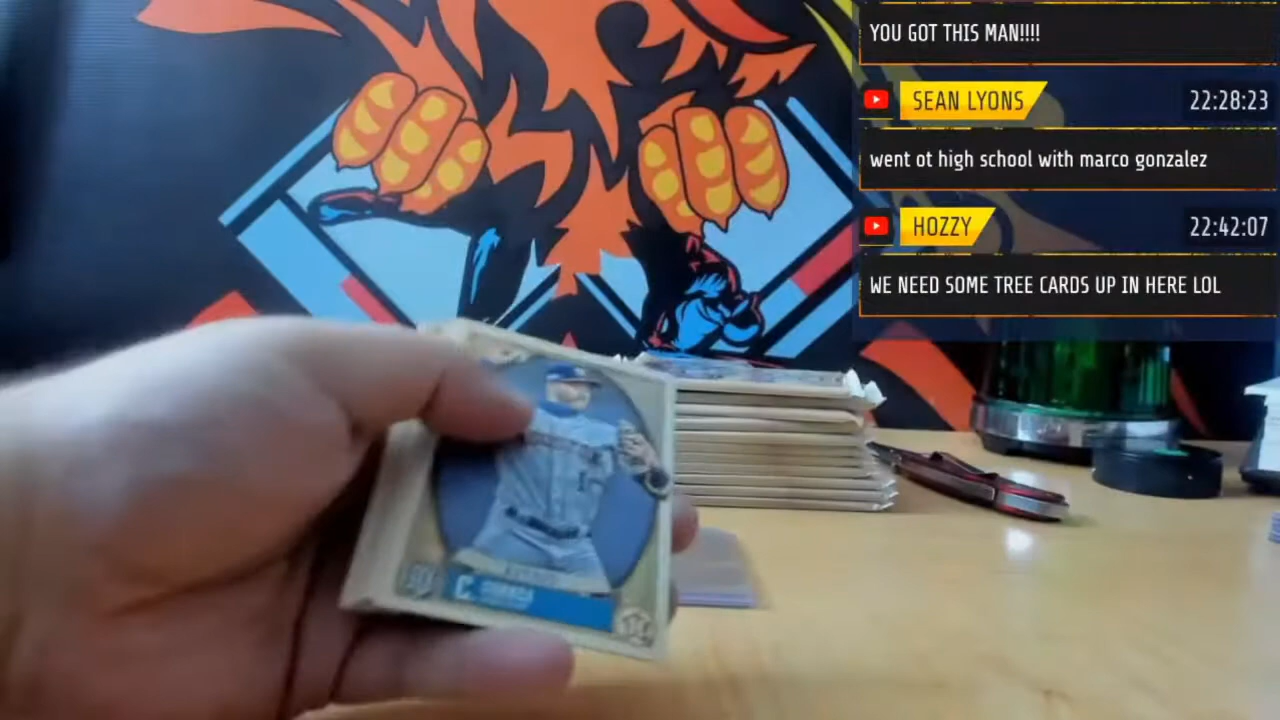 YOU GOT THIS MAN!!!!
SEAN LYONS 22:28:23
went ot high school with marco gonzalez
HOZZY 22:42:07
WE NEED SOME TREE CARDS UP IN HERE LOL
C